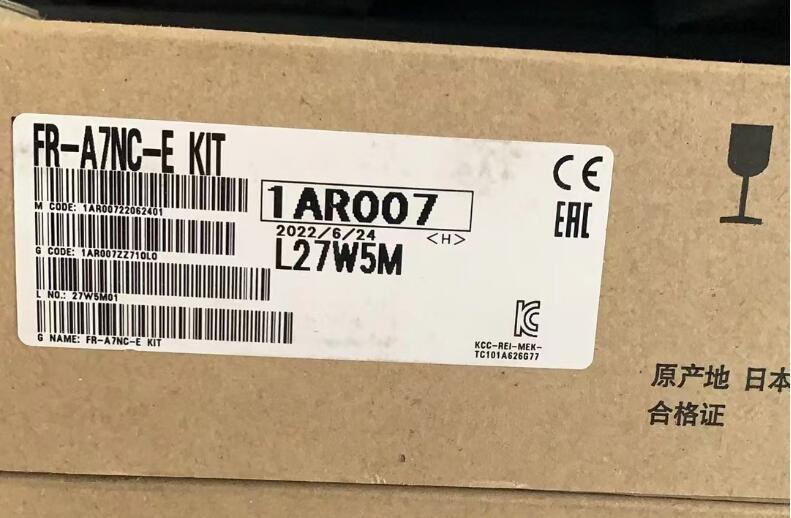 FR-A7NC-E KIT
M CODE: 1AR00722062401
G CODE: 1AR007ZZ710L0
L NO.: 27W5M01
G NAME: FR-A7NC-E KIT
1AR007
2022/6/24 <H>
L27W5M
CE
EAC
KC
KCC-REI-MEK-
TC101A626G77
原产地 日本
合格证